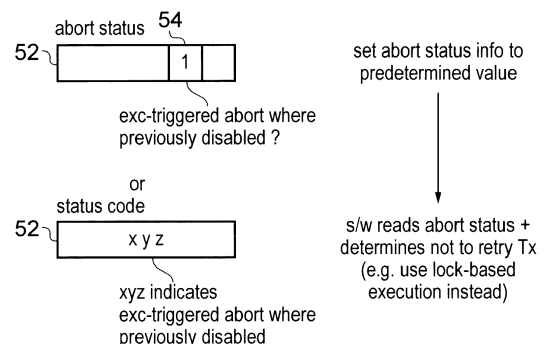 abort status
54
52
1
exc-triggered abort where
previously disabled ?
or
status code
52
x y z
xyz indicates
exc-triggered abort where
previously disabled
set abort status info to
predetermined value
s/w reads abort status +
determines not to retry Tx
(e.g. use lock-based
execution instead)